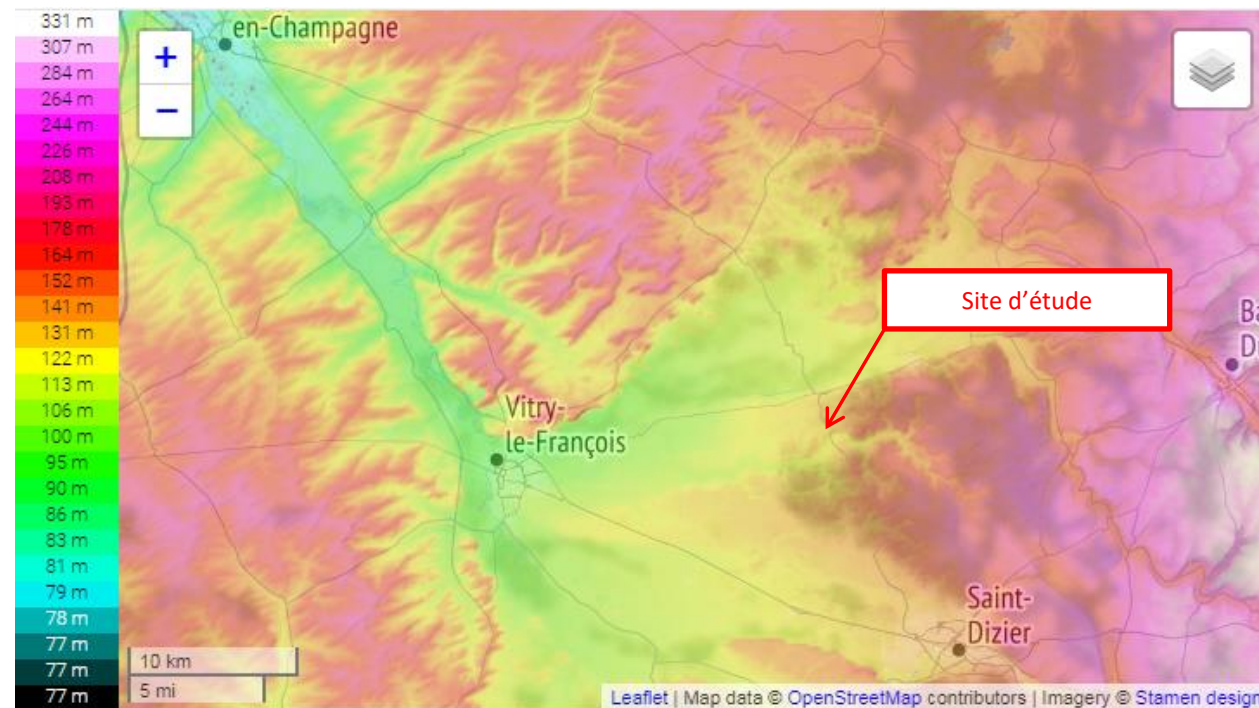 331 m
307 m
284 m
264 m
244 m
226 m
208 m
193 m
178 m
164 m
152 m
141 m
131 m
122 m
113 m
106 m
100 m
95 m
90 m
86 m
83 m
81 m
79 m
78 m
77 m
77 m
77 m
+
−
en-Champagne
Site d'étude
Ba
D
Vitry-
le-François
Saint-
Dizier
10 km
5 mi
Leaflet | Map data © OpenStreetMap contributors | Imagery © Stamen design